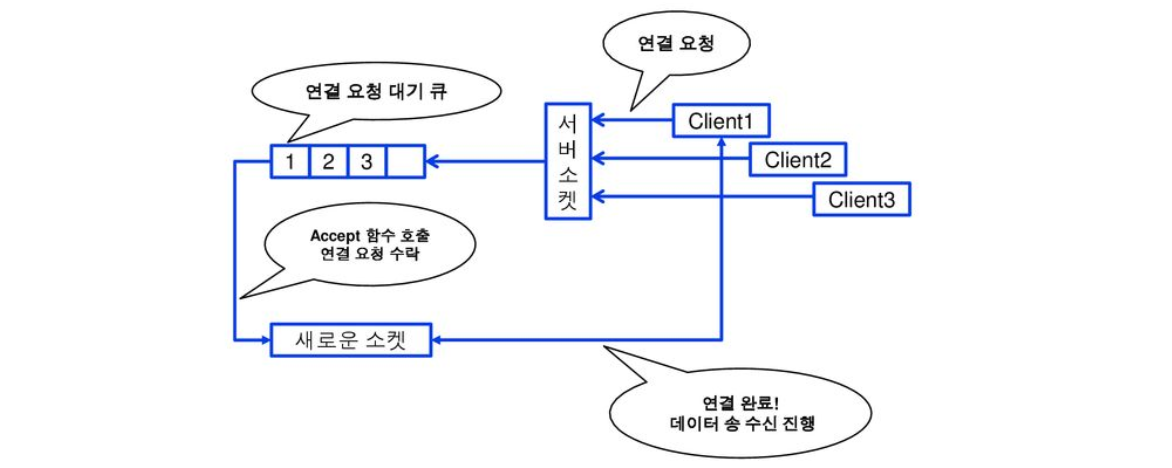 연결 요청
연결 요청 대기 큐
서
버
소
켓
Client1
Client2
Client3
1 2 3
Accept 함수 호출
연결 요청 수락
새로운 소켓
연결 완료!
데이터 송 수신 진행